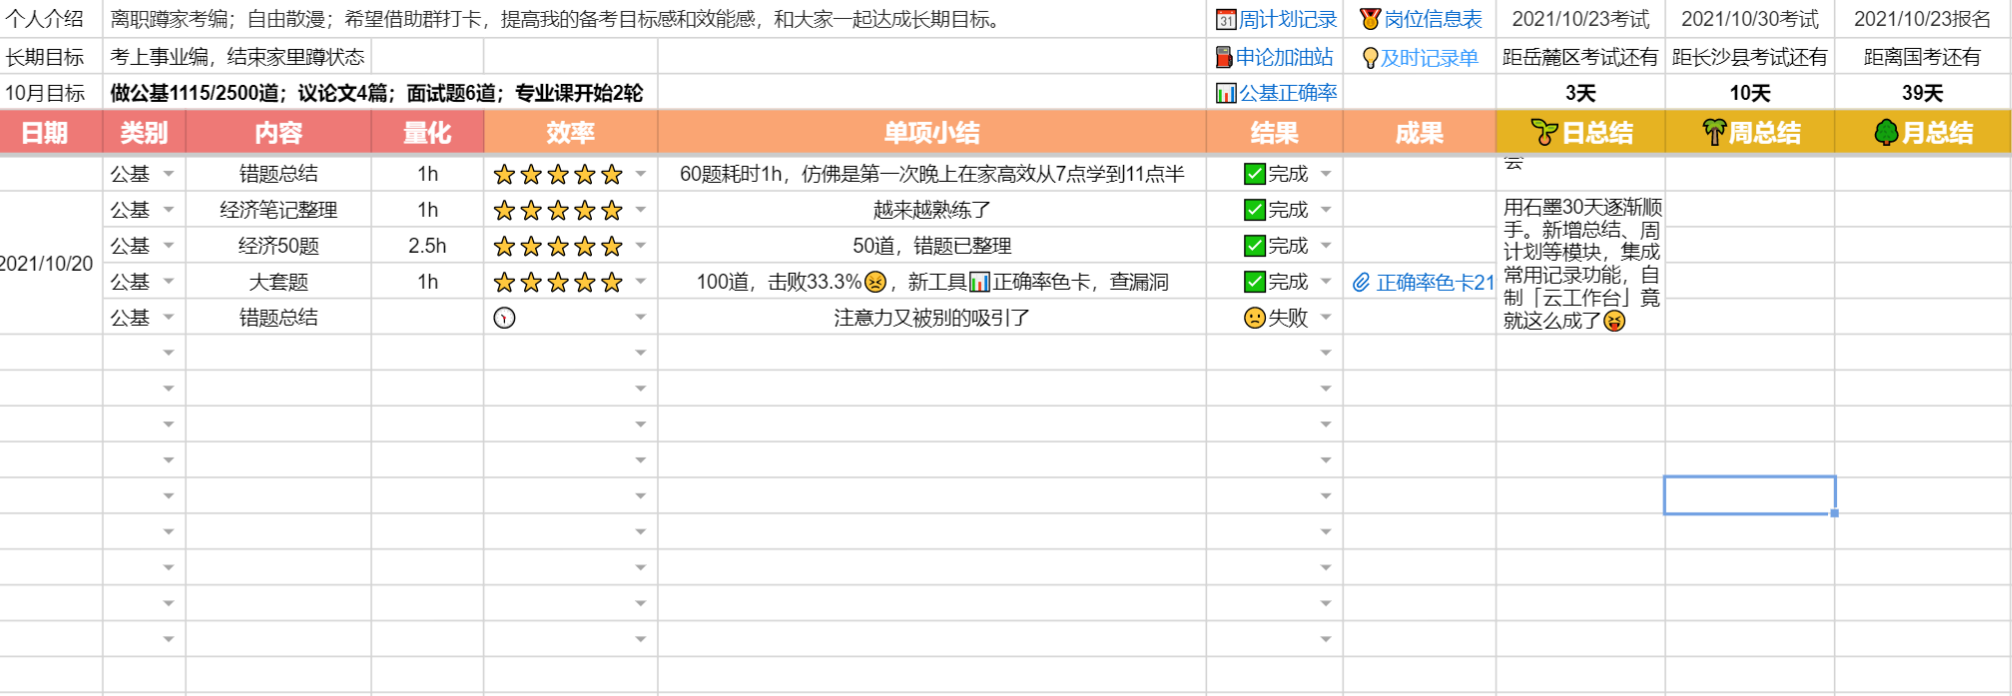 个人介绍 离职蹲家考编；自由散漫；希望借助群打卡，提高我的备考目标感和效能感，和大家一起达成长期目标。 周计划记录 岗位信息表 2021/10/23考试 2021/10/30考试 2021/10/23报名
长期目标 考上事业编，结束家里蹲状态 申论加油站 及时记录单 距岳麓区考试还有 距长沙县考试还有 距离国考还有
10月目标 做公基1115/2500道；议论文4篇；面试题6道；专业课开始2轮 公基正确率 3天 10天 39天
日期 类别 内容 量化 效率 单项小结 结果 成果 日总结 周总结 月总结
公基 错题总结 1h 60题耗时1h，仿佛是第一次晚上在家高效从7点学到11点半 完成
公基 经济笔记整理 1h 越来越熟练了 完成
2021/10/20
公基 经济50题 2.5h 50道，错题已整理 完成
公基 大套题 1h 100道，击败33.3%😣，新工具📊正确率色卡，查漏洞 完成 正确率色卡21
公基 错题总结 注意力又被别的吸引了 失败
用石墨30天逐渐顺
手。新增总结、周
计划等模块，集成
常用记录功能，自
制「云工作台」竟
就这么成了😝